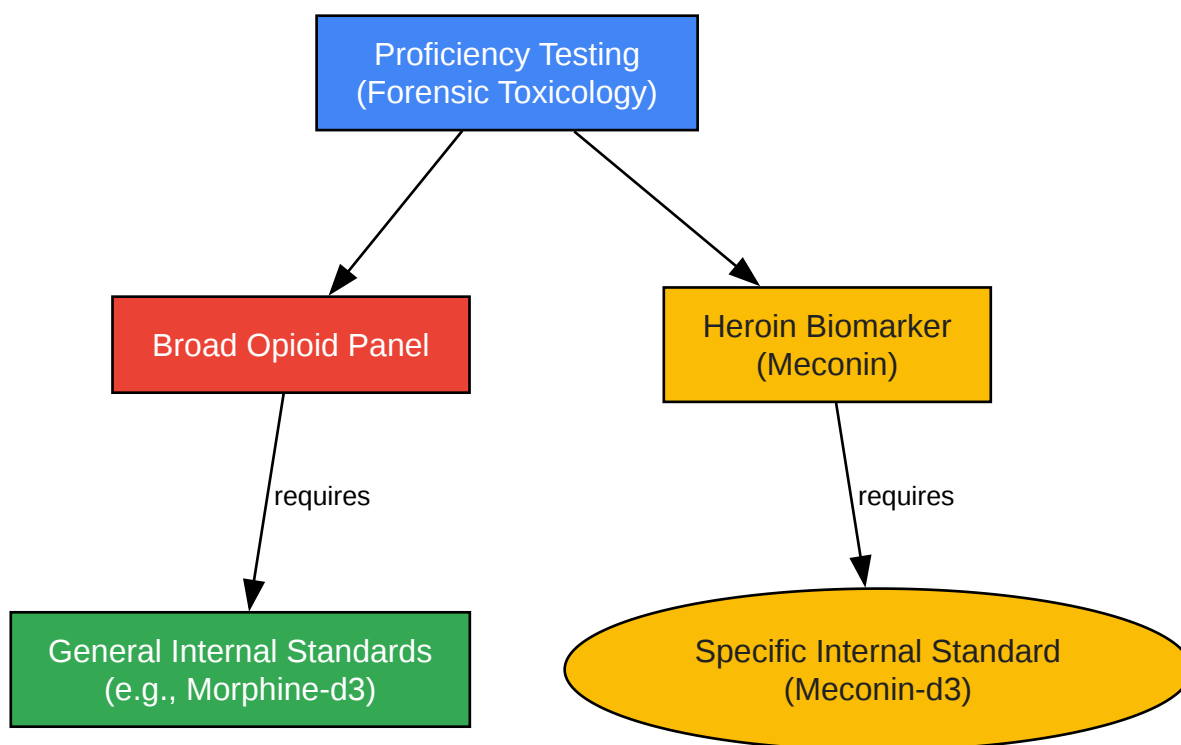 Proficiency Testing
(Forensic Toxicology)
Broad Opioid Panel
Heroin Biomarker
(Meconin)
requires
requires
General Internal Standards
(e.g., Morphine-d3)
Specific Internal Standard
(Meconin-d3)